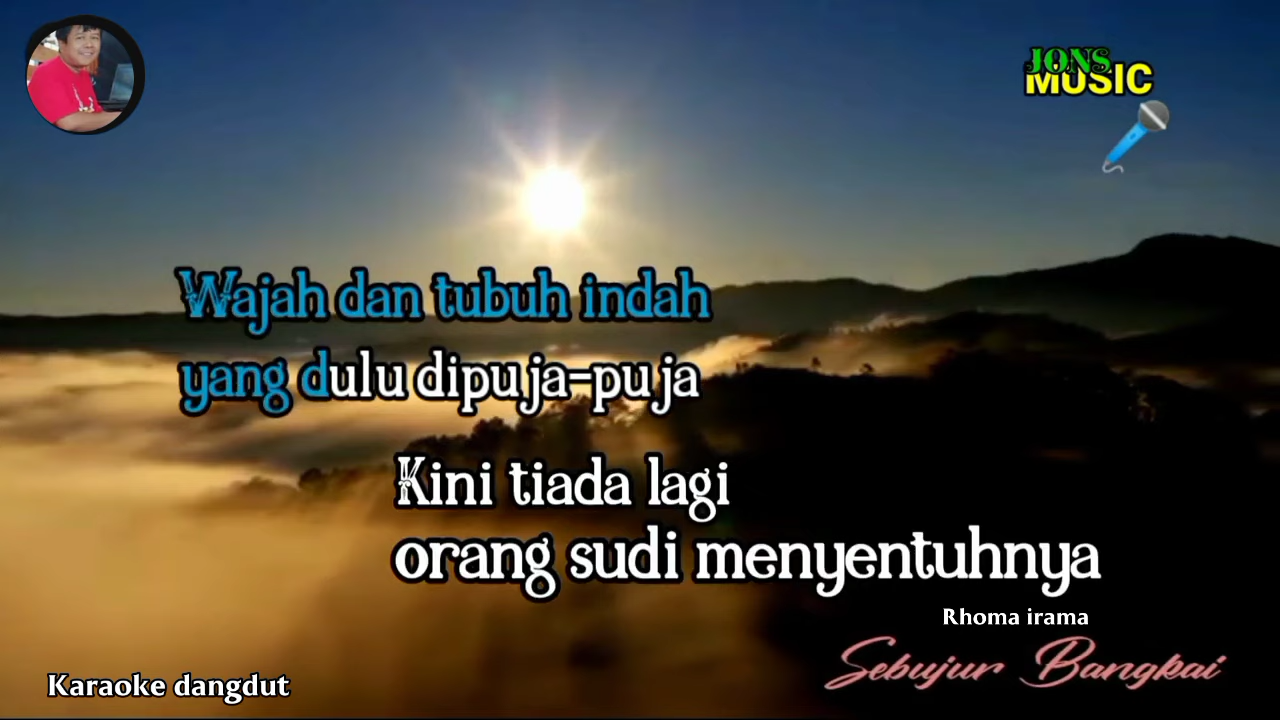 JONS
MUSIC
Wajah dan tubuh indah
yang dulu dipuja-puja
Kini tiada lagi
orang sudi menyentuhnya
Rhoma irama
Sebujur Bangkai
Karaoke dangdut